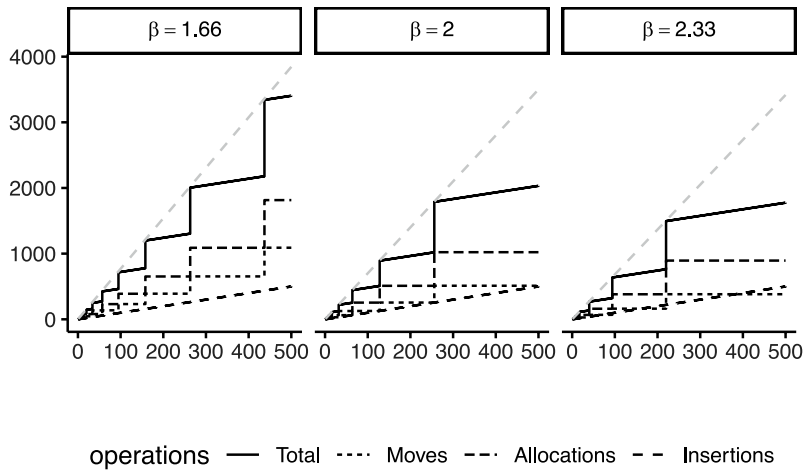 β = 1.66 β = 2 β = 2.33
4000
3000
2000
1000
0
0 100 200 300 400 500 0 100 200 300 400 500 0 100 200 300 400 500
operations Total Moves Allocations Insertions